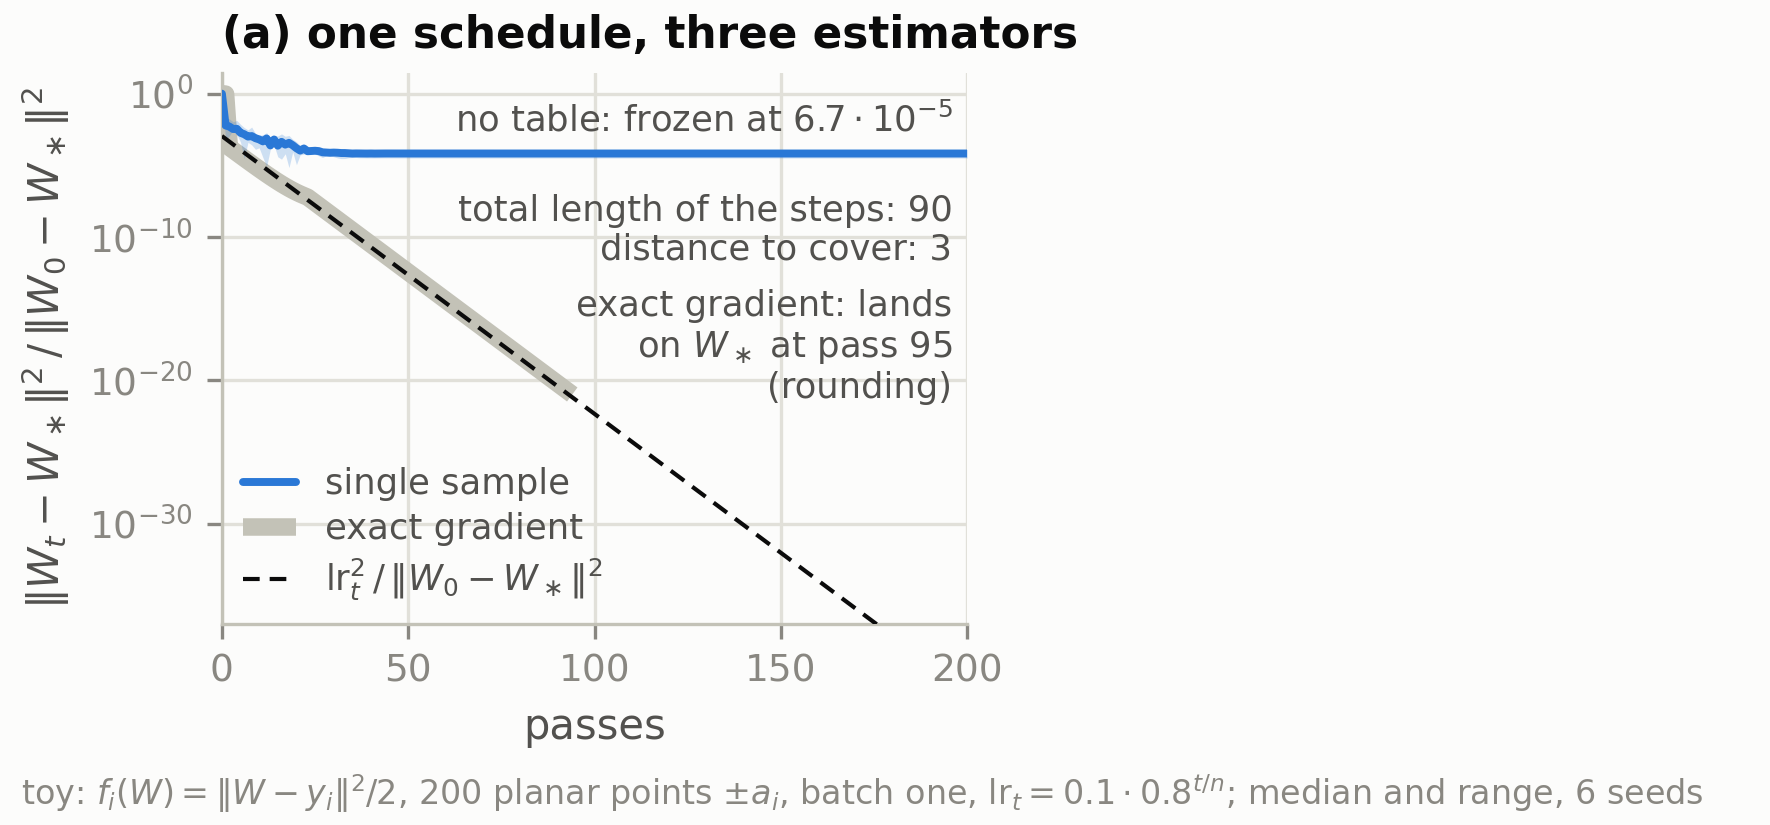 (a) one schedule, three estimators
‖W_t − W_∗‖² / ‖W_0 − W_∗‖²
10⁰
10⁻¹⁰
10⁻²⁰
10⁻³⁰
no table: frozen at 6.7 · 10⁻⁵
total length of the steps: 90
distance to cover: 3
exact gradient: lands
on W_∗ at pass 95
(rounding)
single sample
exact gradient
lr_t² / ‖W_0 − W_∗‖²
0 50 100 150 200
passes
toy: f_i(W) = ‖W − y_i‖²/2, 200 planar points ±a_i, batch one, lr_t = 0.1 · 0.8^{t/n}; median and range, 6 seeds